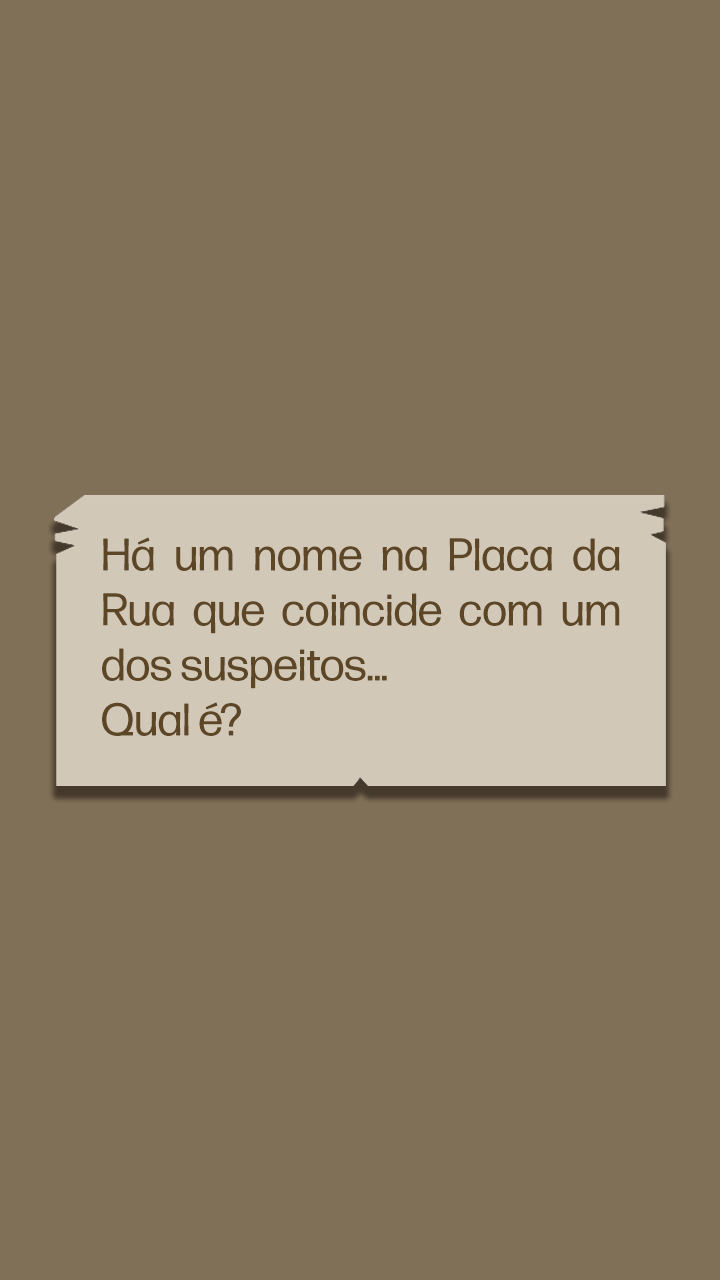 Há um nome na Placa da
Rua que coincide com um
dos suspeitos...
Qual é?